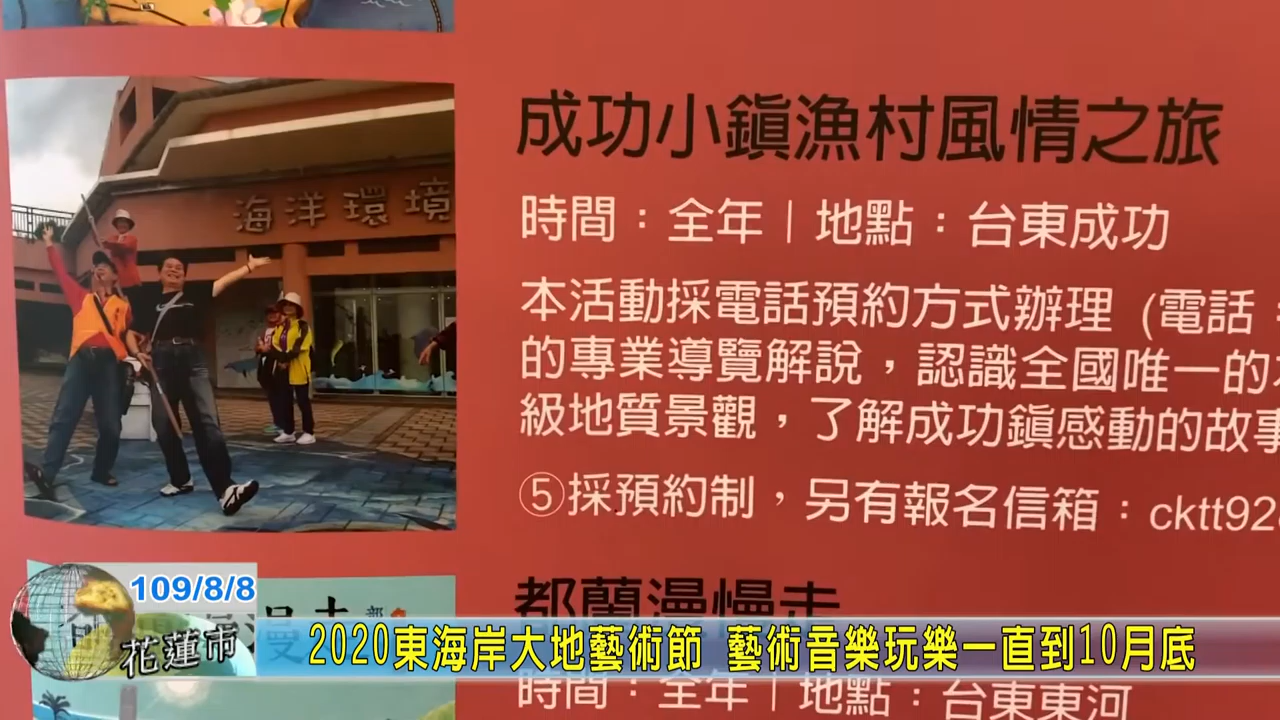 海洋環境
成功小鎮漁村風情之旅
時間：全年｜地點：台東成功
本活動採電話預約方式辦理 (電話：
的專業導覽解說，認識全國唯一的
級地質景觀，了解成功鎮感動的故事
⑤採預約制，另有報名信箱：cktt92
都蘭漫慢走
109/8/8
花蓮市
2020東海岸大地藝術節 藝術音樂玩樂一直到10月底
時間：全年｜地點：台東東河